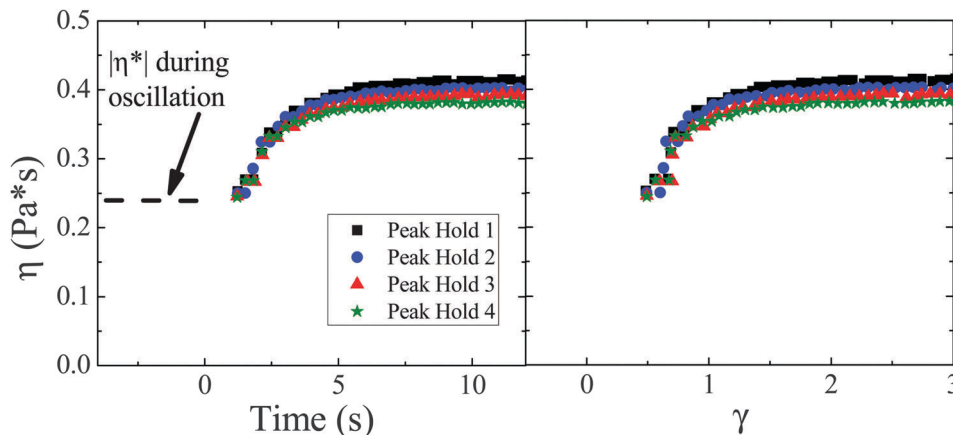 0.5
0.4
0.3
0.2
0.1
0.0
η (Pa*s)
|η*| during
oscillation
Peak Hold 1
Peak Hold 2
Peak Hold 3
Peak Hold 4
0 5 10
Time (s)
0 1 2 3
γ